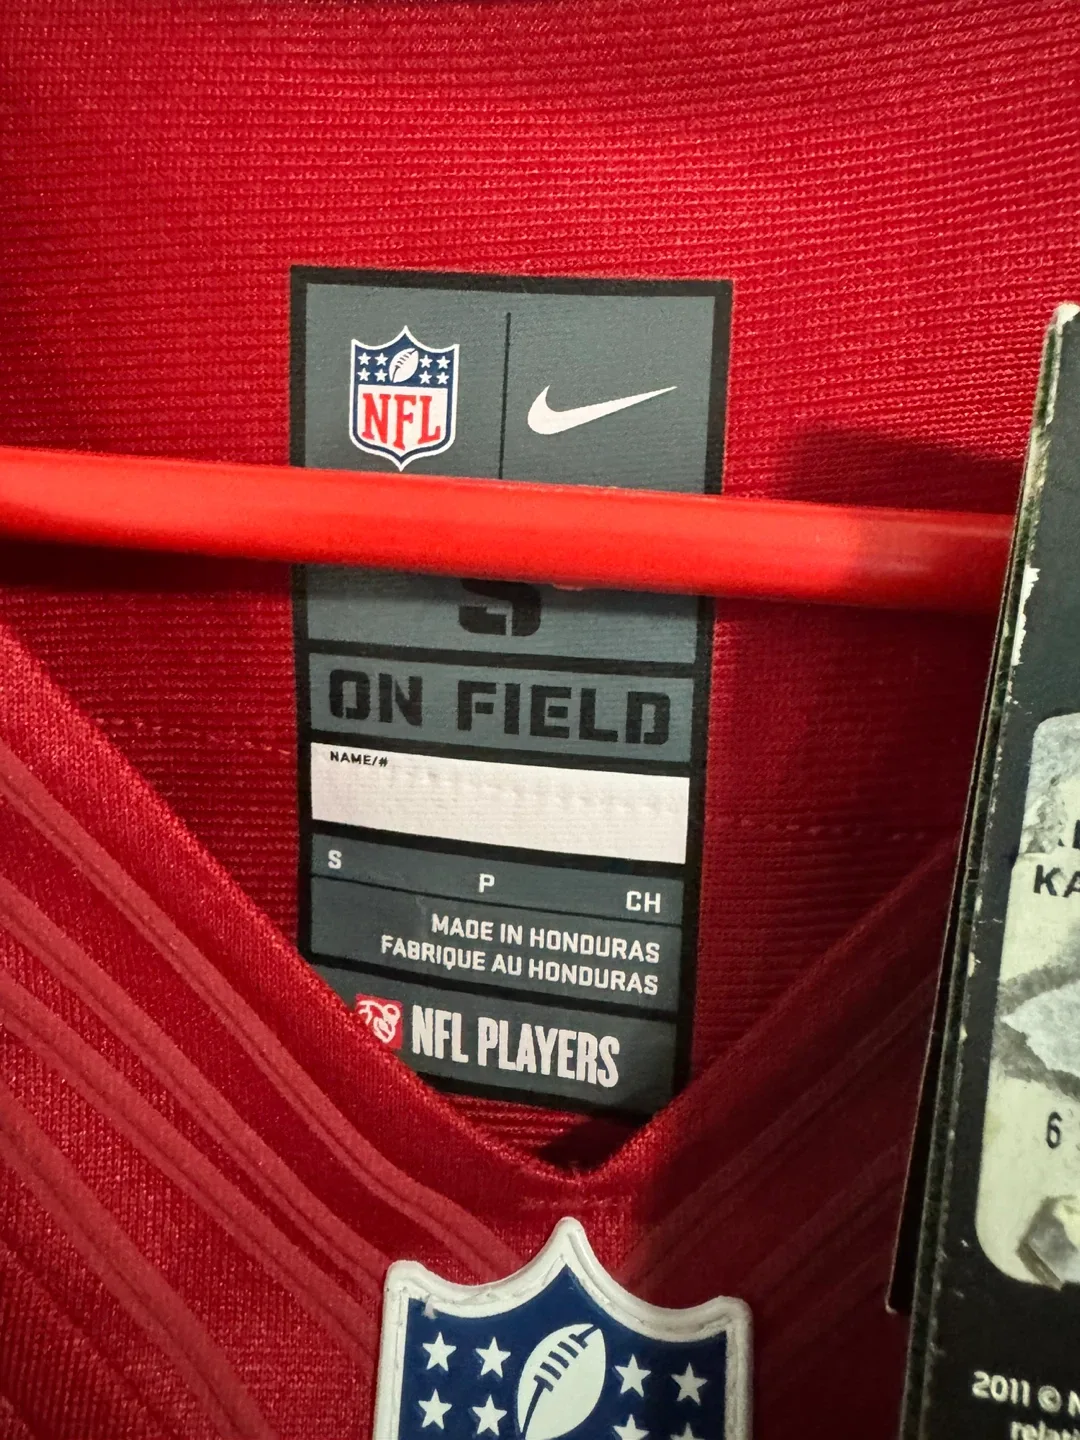 NFL
S
ON FIELD
NAME/#
S P CH
MADE IN HONDURAS
FABRIQUE AU HONDURAS
NFL PLAYERS
KA
6
2011 ©